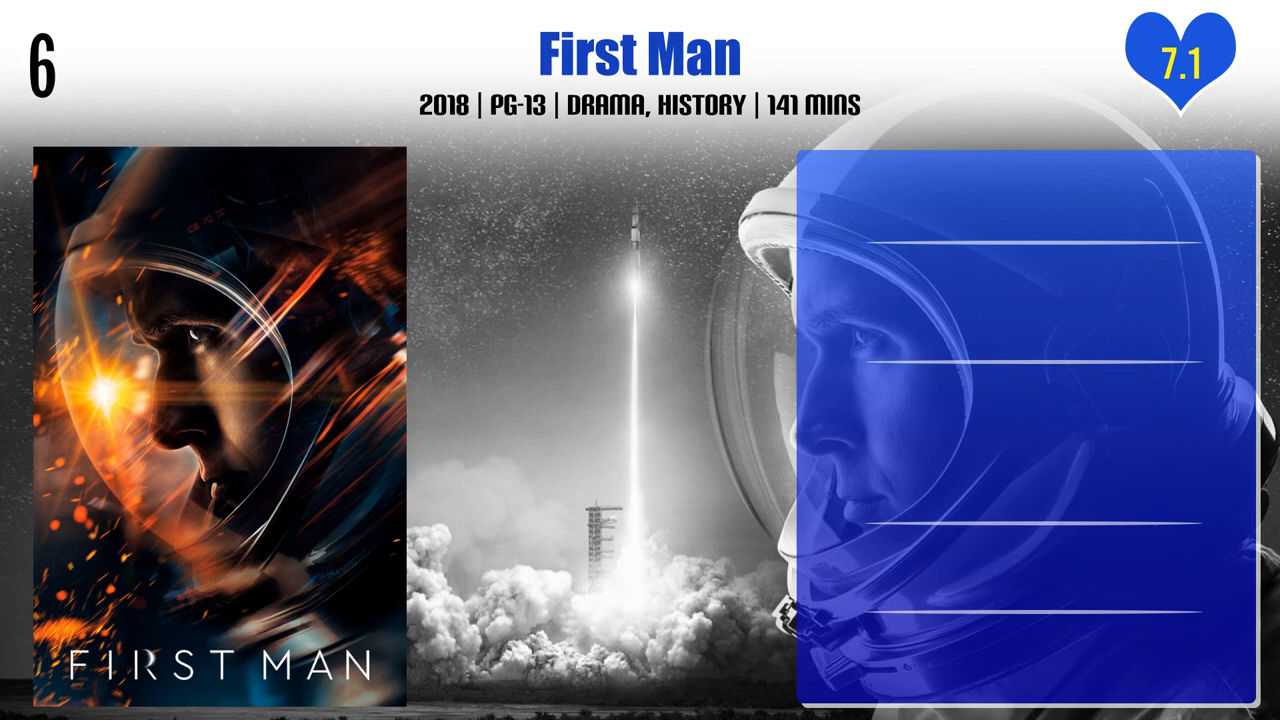 6
First Man
7.1
2018 | PG-13 | DRAMA, HISTORY | 141 MINS
FIRST MAN